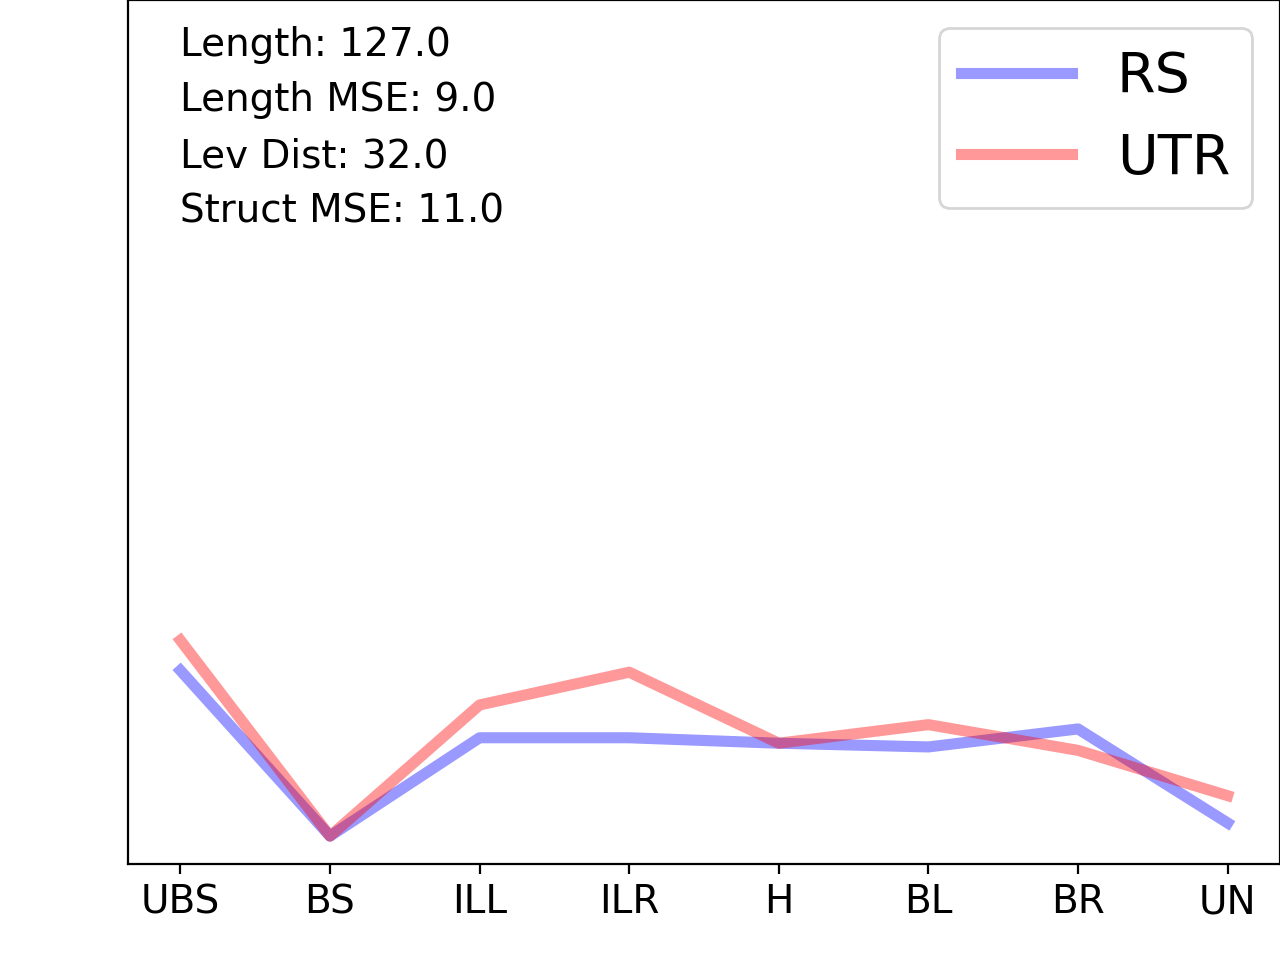 Length: 127.0
Length MSE: 9.0
Lev Dist: 32.0
Struct MSE: 11.0
RS
UTR
UBS BS ILL ILR H BL BR UN